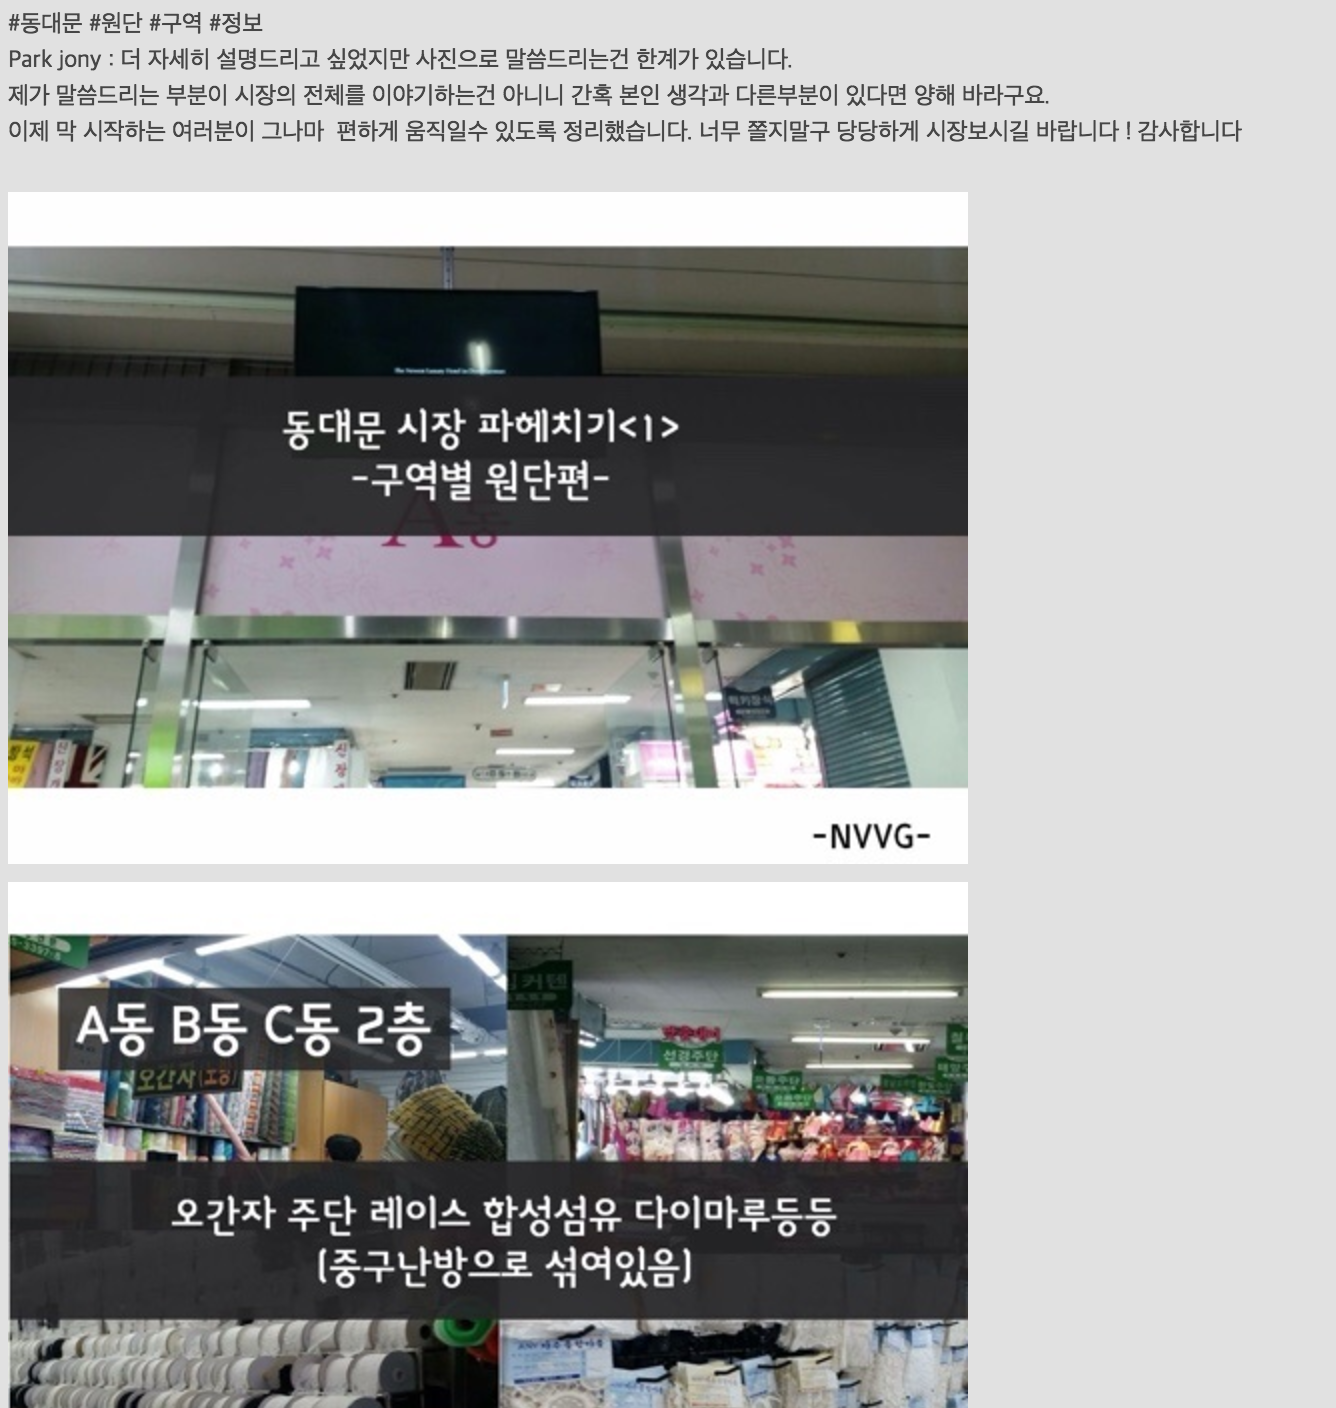 #동대문 #원단 #구역 #정보
Park jony : 더 자세히 설명드리고 싶었지만 사진으로 말씀드리는건 한계가 있습니다.
제가 말씀드리는 부분이 시장의 전체를 이야기하는건 아니니 간혹 본인 생각과 다른부분이 있다면 양해 바라구요.
이제 막 시작하는 여러분이 그나마  편하게 움직일수 있도록 정리했습니다. 너무 쫄지말구 당당하게 시장보시길 바랍니다 ! 감사합니다
동대문 시장 파헤치기<1>
-구역별 원단편-
A동
신장
-NVVG-
A동 B동 C동 2층
커텐
선경주단
오간자
오간자 주단 레이스 합성섬유 다이마루등등
(중구난방으로 섞여있음)